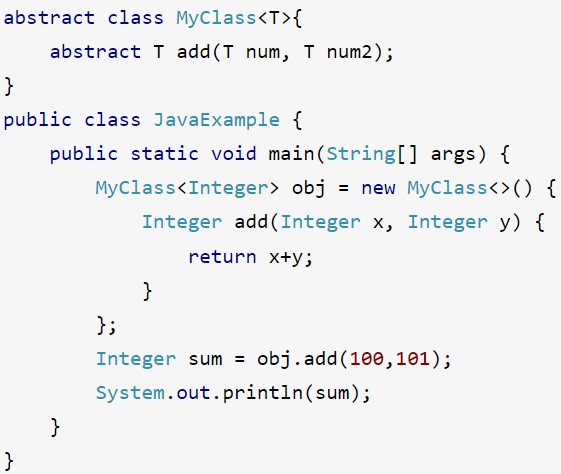 abstract class MyClass<T>{
    abstract T add(T num, T num2);
}
public class JavaExample {
    public static void main(String[] args) {
        MyClass<Integer> obj = new MyClass<>() {
            Integer add(Integer x, Integer y) {
                return x+y;
            }
        };
        Integer sum = obj.add(100,101);
        System.out.println(sum);
    }
}